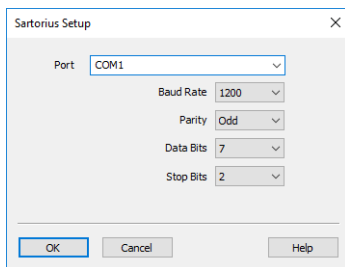 Sartorius Setup
Port COM1
Baud Rate 1200
Parity Odd
Data Bits 7
Stop Bits 2
OK Cancel Help